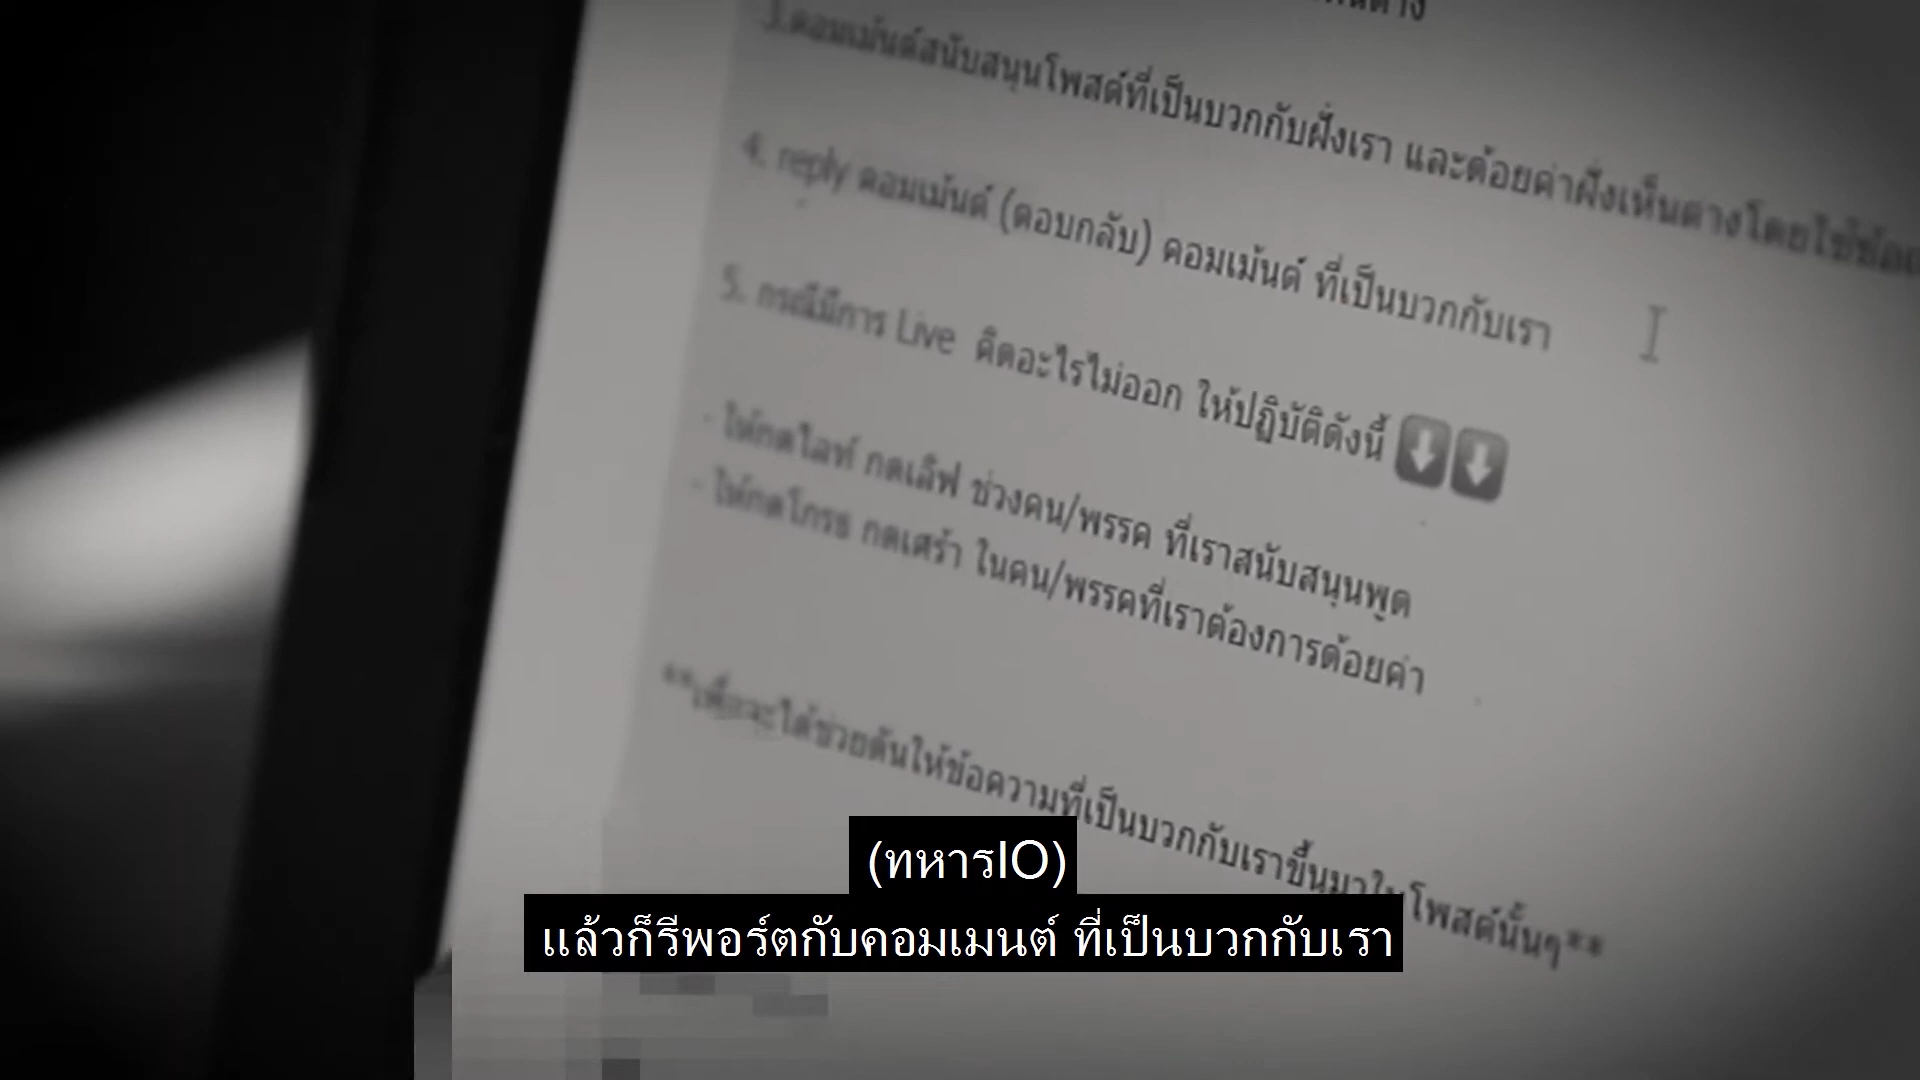 3.คอมเม้นต์สนับสนุนโพสต์ที่เป็นบวกกับฝั่งเรา และด้อยค่าฝั่งเห็นต่างโดยใช้
4. reply คอมเม้นต์ (ตอบกลับ) คอมเม้นต์ ที่เป็นบวกกับเรา
5. กรณีมีการ Live คิดอะไรไม่ออก ให้ปฏิบัติดังนี้ ⬇️⬇️
- ให้กดไลท์ กดเลิฟ ช่วงคน/พรรค ที่เราสนับสนุนพูด
- ให้กดโกรธ กดเศร้า ในคน/พรรคที่เราต้องการด้อยค่า
**เพื่อจะได้ช่วยดันให้ข้อความที่เป็นบวกกับเราขึ้นมาในโพสต์นั้นๆ**
(ทหารIO)
แล้วก็รีพอร์ตกับคอมเมนต์ ที่เป็นบวกกับเรา